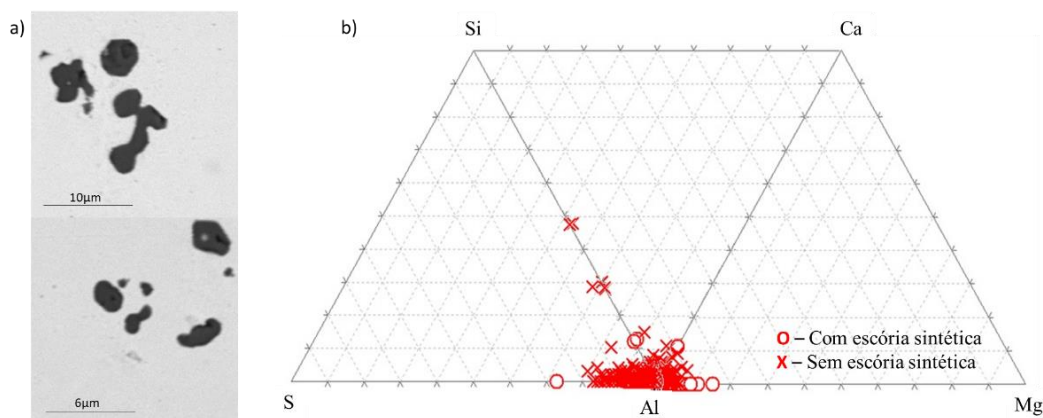 a)
10µm
6µm
b)
Si
Ca
O – Com escória sintética
X – Sem escória sintética
S
Al
Mg